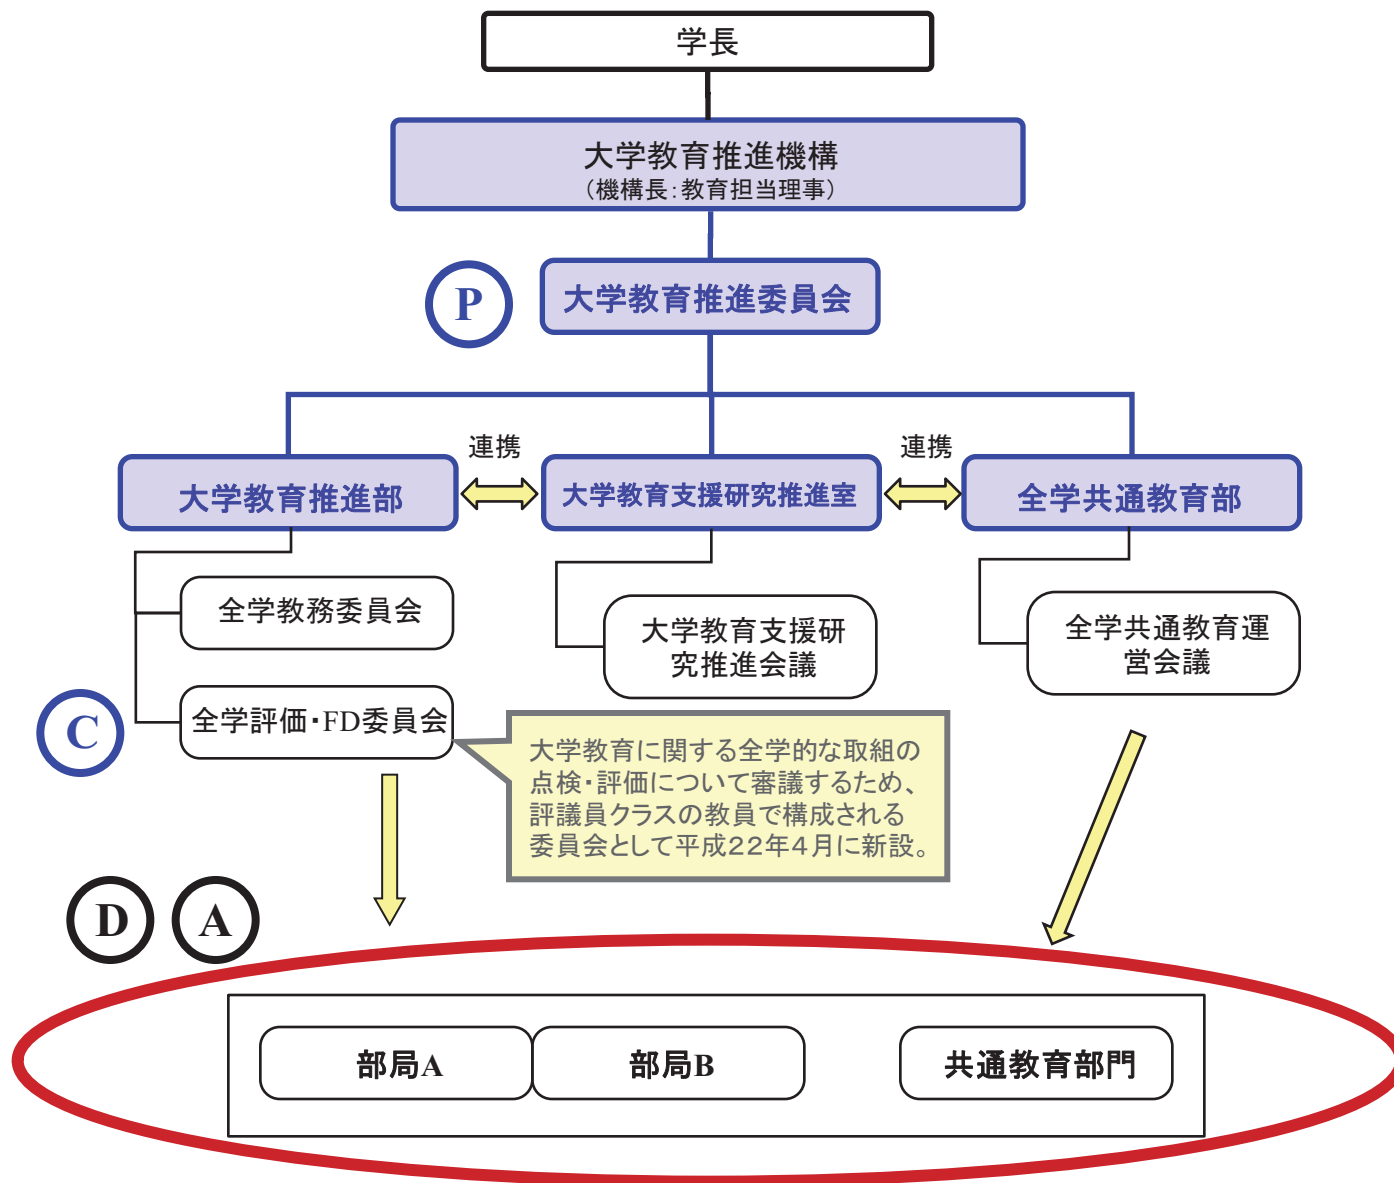 学長
大学教育推進機構
（機構長：教育担当理事）
P
大学教育推進委員会
連携
連携
大学教育推進部
大学教育支援研究推進室
全学共通教育部
全学教務委員会
大学教育支援研
究推進会議
全学共通教育運
営会議
C
全学評価・FD委員会
大学教育に関する全学的な取組の
点検・評価について審議するため、
評議員クラスの教員で構成される
委員会として平成２２年４月に新設。
D
A
部局A
部局B
共通教育部門